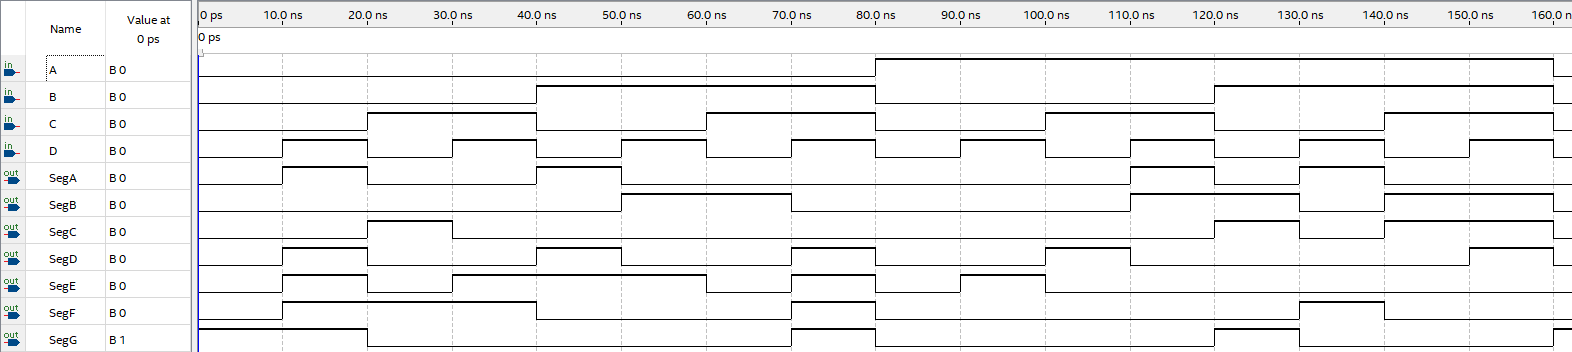 Name Value at 0 ps
0 ps 10.0 ns 20.0 ns 30.0 ns 40.0 ns 50.0 ns 60.0 ns 70.0 ns 80.0 ns 90.0 ns 100.0 ns 110.0 ns 120.0 ns 130.0 ns 140.0 ns 150.0 ns 160.0 n
0 ps
in A B 0
in B B 0
in C B 0
in D B 0
out SegA B 0
out SegB B 0
out SegC B 0
out SegD B 0
out SegE B 0
out SegF B 0
out SegG B 1